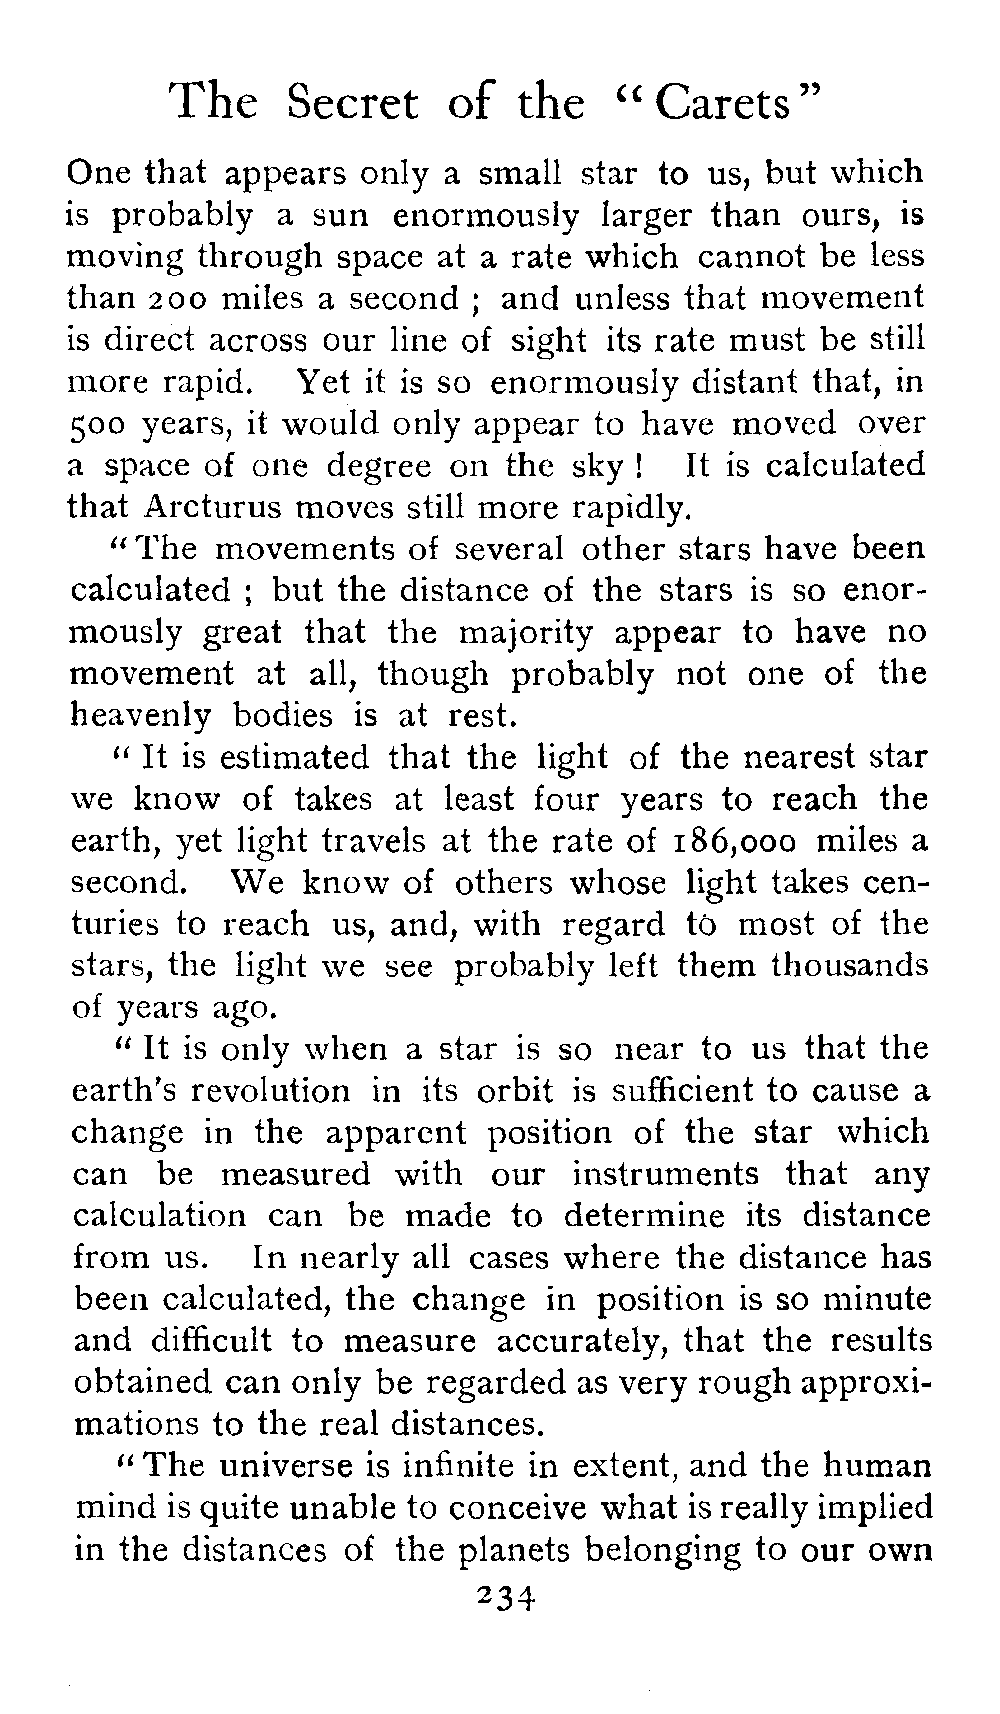 The Secret of the “Carets”
One that appears only a small star to us, but which
is probably a sun enormously larger than ours, is
moving through space at a rate which cannot be less
than 200 miles a second ; and unless that movement
is direct across our line of sight its rate must be still
more rapid. Yet it is so enormously distant that, in
500 years, it would only appear to have moved over
a space of one degree on the sky ! It is calculated
that Arcturus moves still more rapidly.
“ The movements of several other stars have been
calculated ; but the distance of the stars is so enor-
mously great that the majority appear to have no
movement at all, though probably not one of the
heavenly bodies is at rest.
“ It is estimated that the light of the nearest star
we know of takes at least four years to reach the
earth, yet light travels at the rate of 186,000 miles a
second. We know of others whose light takes cen-
turies to reach us, and, with regard to most of the
stars, the light we see probably left them thousands
of years ago.
“ It is only when a star is so near to us that the
earth’s revolution in its orbit is sufficient to cause a
change in the apparent position of the star which
can be measured with our instruments that any
calculation can be made to determine its distance
from us. In nearly all cases where the distance has
been calculated, the change in position is so minute
and difficult to measure accurately, that the results
obtained can only be regarded as very rough approxi-
mations to the real distances.
“ The universe is infinite in extent, and the human
mind is quite unable to conceive what is really implied
in the distances of the planets belonging to our own
234